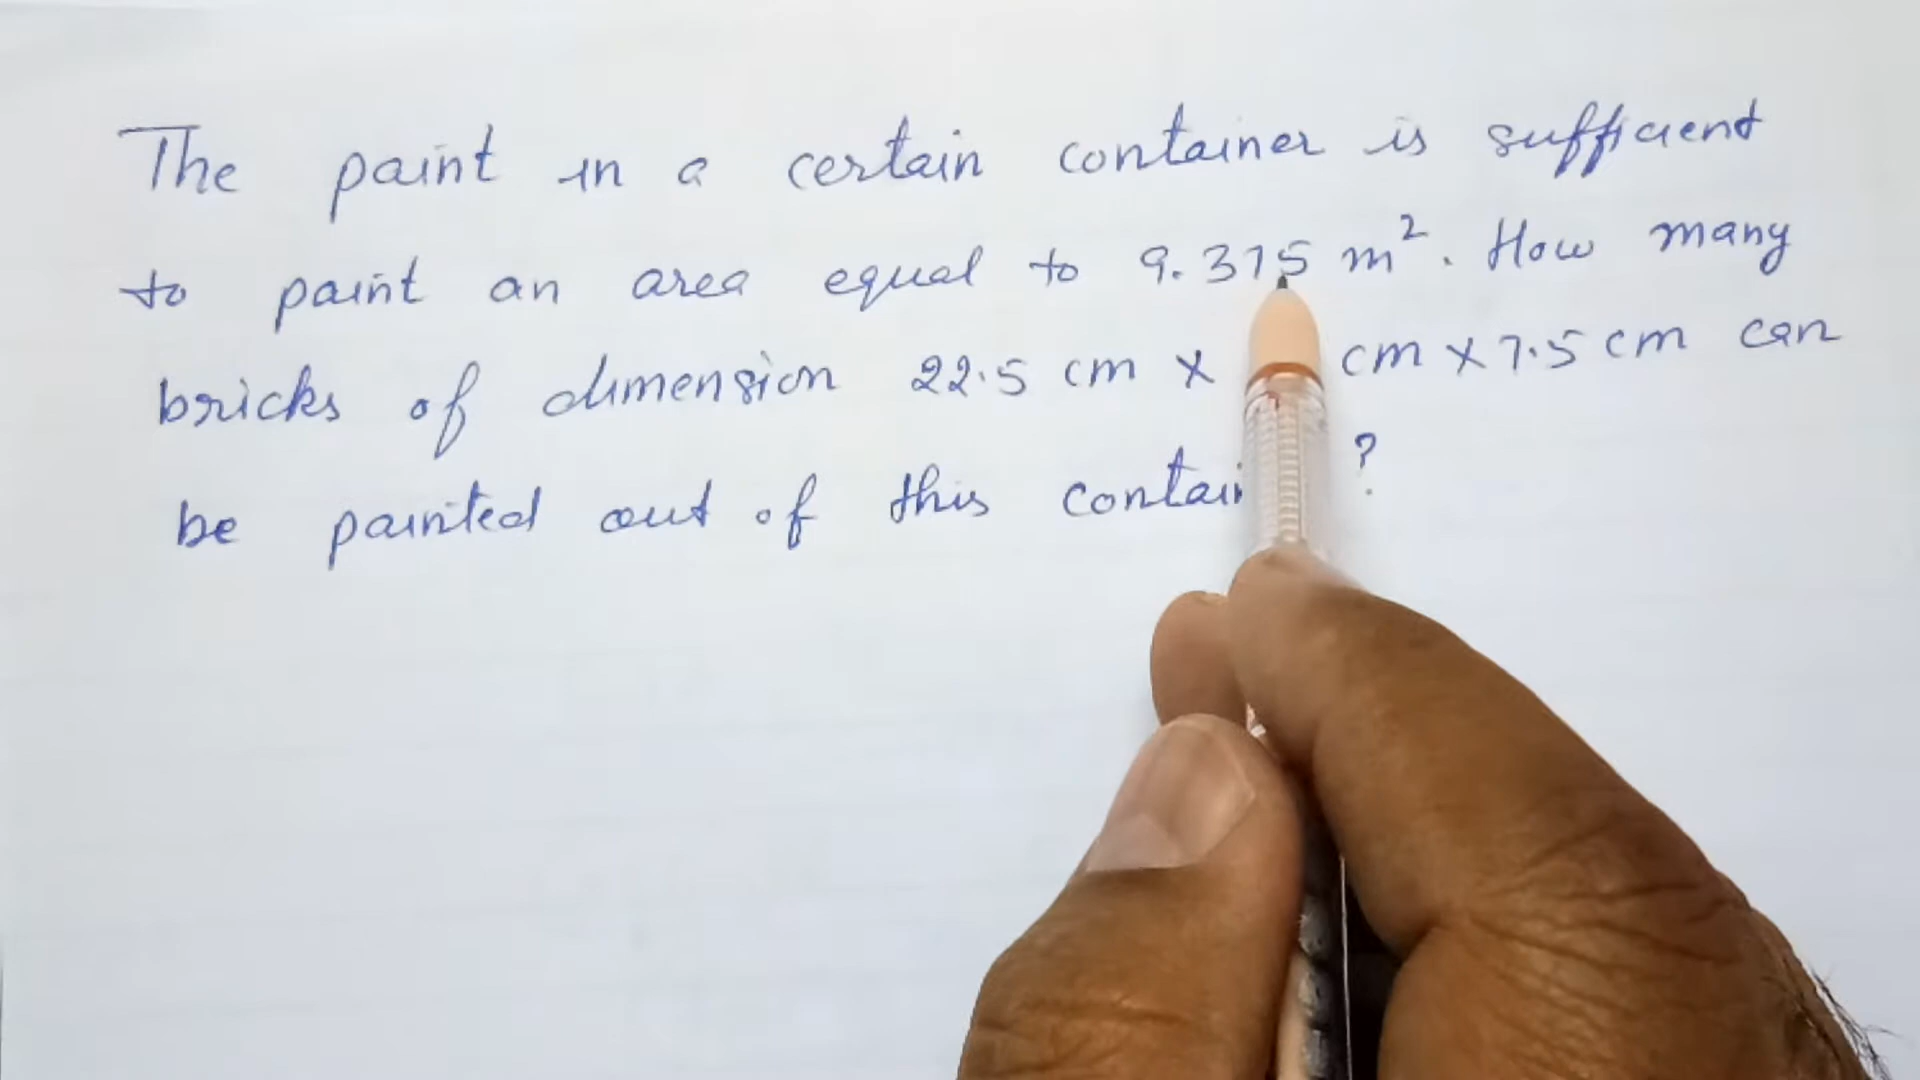 The paint in a certain container is sufficient
to paint an area equal to 9.375 m². How many
bricks of dimension 22.5 cm × cm × 7.5 cm can
be painted out of this ?